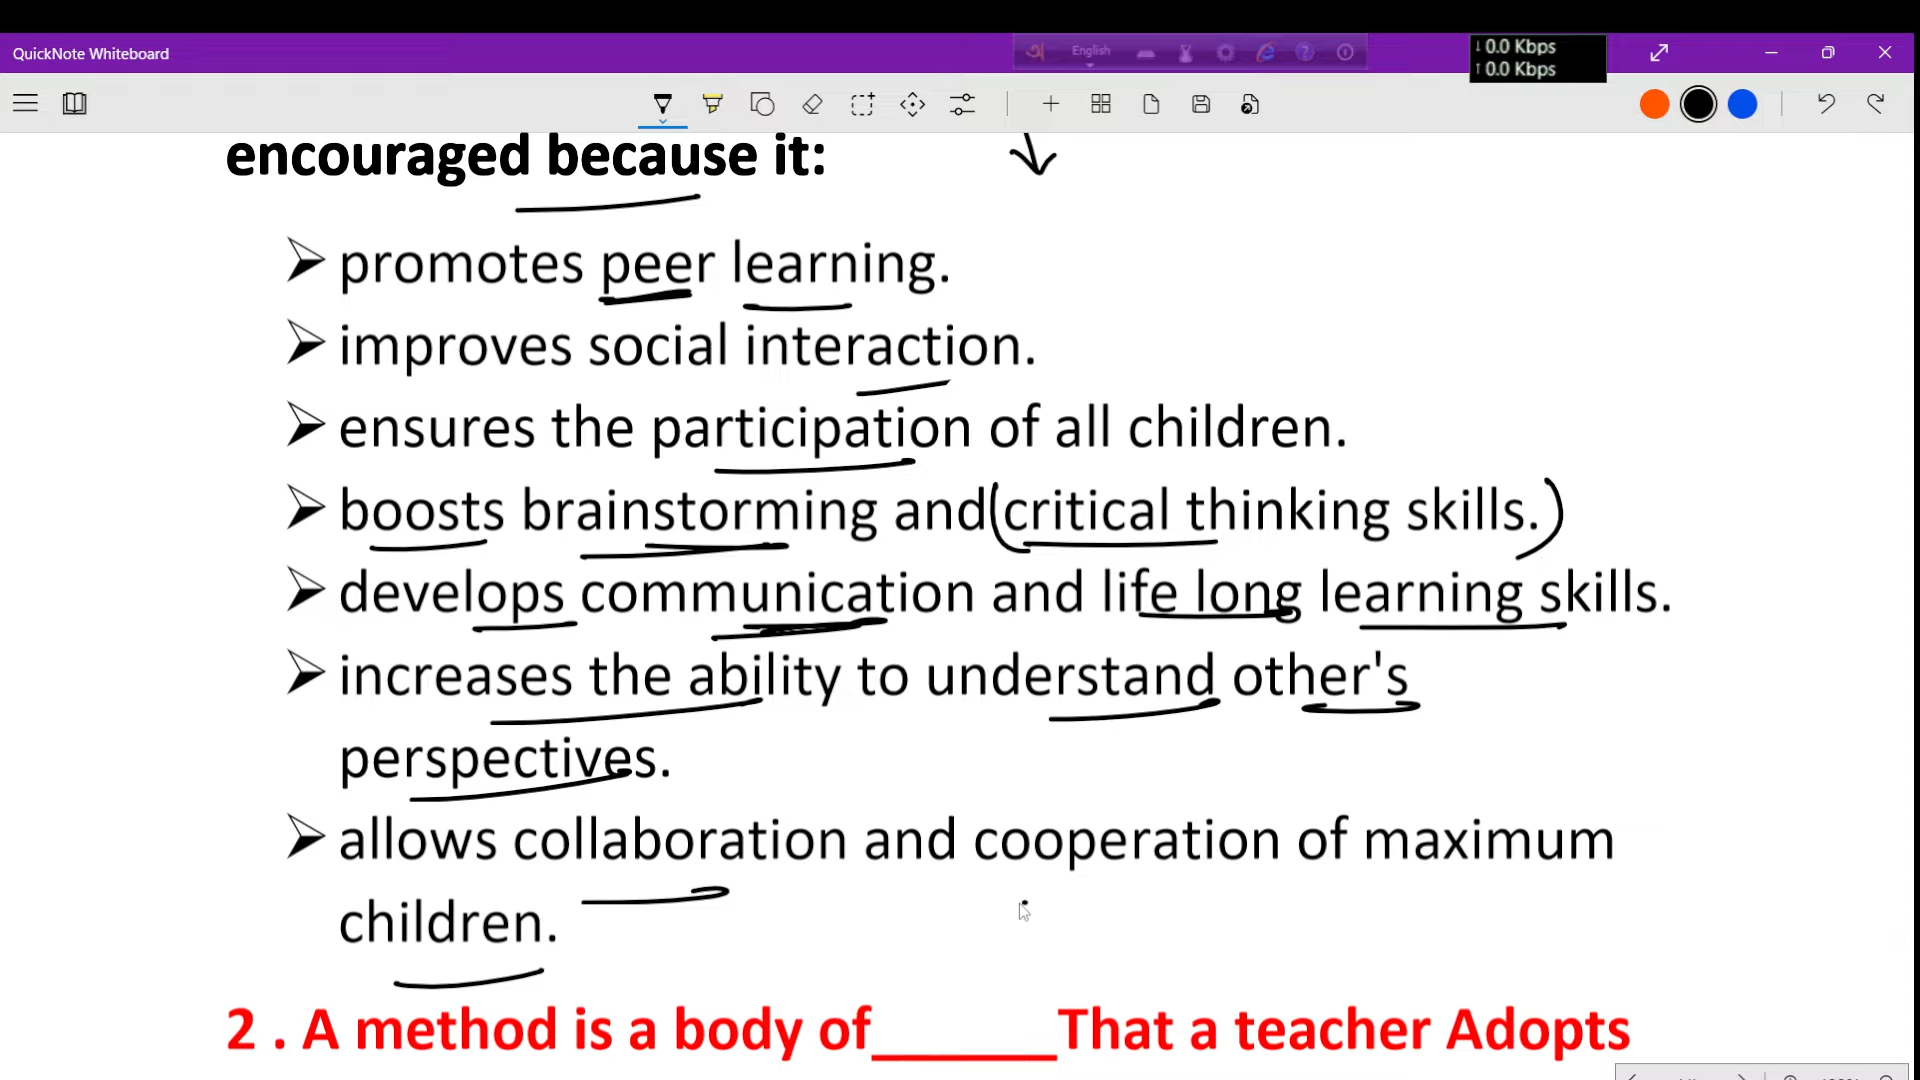 QuickNote Whiteboard
English
↓ 0.0 Kbps
↑ 0.0 Kbps
encouraged because it:
➢ promotes peer learning.
➢ improves social interaction.
➢ ensures the participation of all children.
➢ boosts brainstorming and (critical thinking skills.)
➢ develops communication and life long learning skills.
➢ increases the ability to understand other's
perspectives.
➢ allows collaboration and cooperation of maximum
children.
2 . A method is a body of______That a teacher Adopts